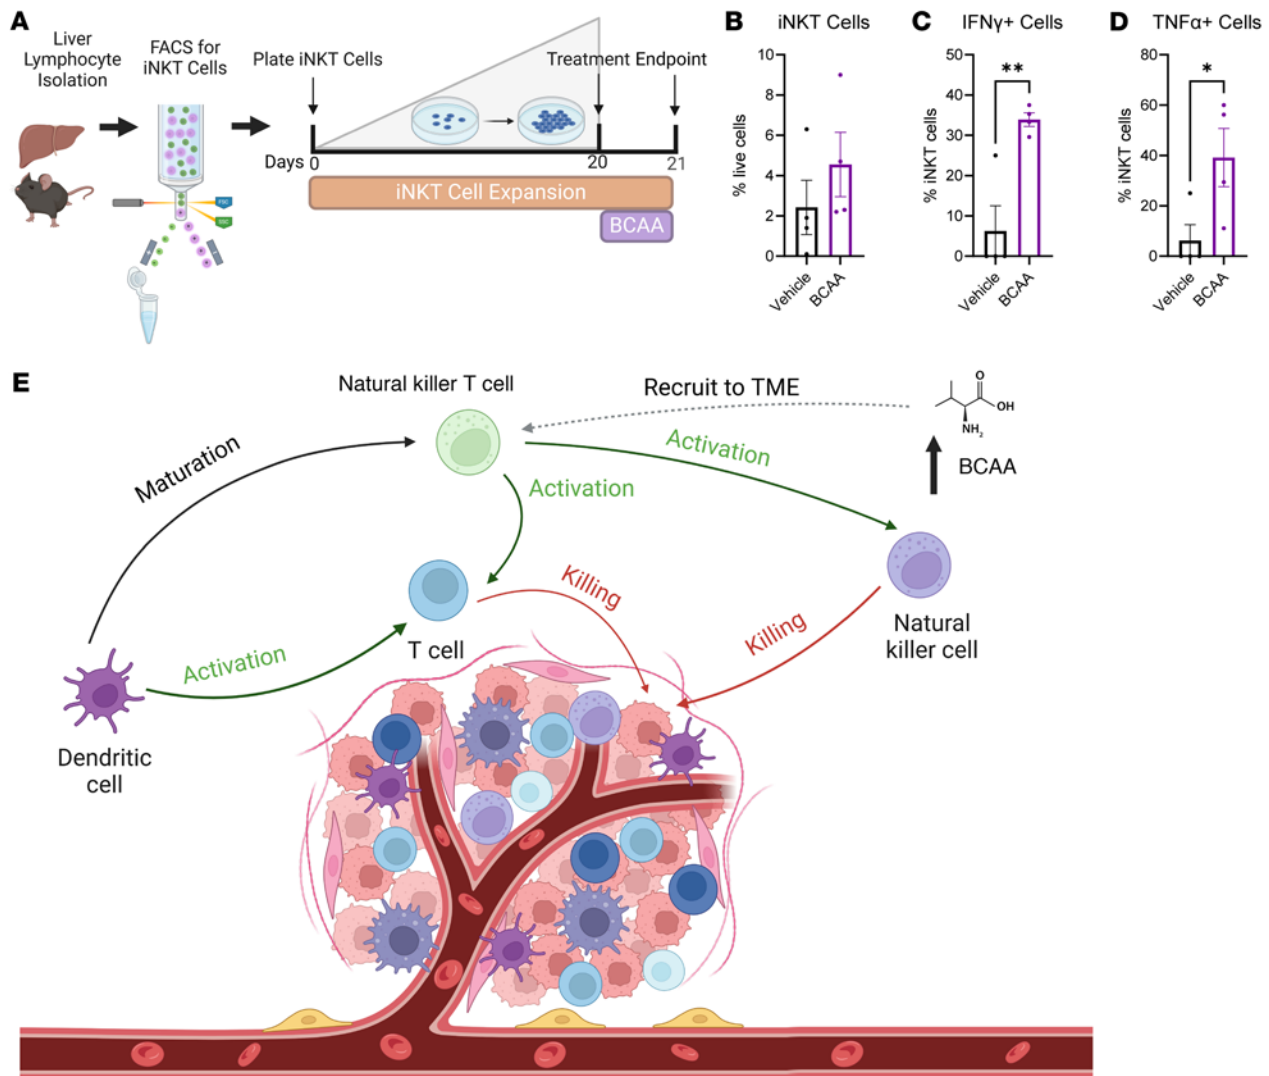 A
Liver
Lymphocyte
Isolation
FACS for
iNKT Cells
Plate iNKT Cells
Treatment Endpoint
FSC
SSC
Days 0
20
21
iNKT Cell Expansion
BCAA
B
iNKT Cells
% live cells
10
8
6
4
2
0
Vehicle
BCAA
C
IFNγ+ Cells
% iNKT cells
50
40
30
20
10
0
**
Vehicle
BCAA
D
TNFα+ Cells
% iNKT cells
80
60
40
20
0
*
Vehicle
BCAA
E
Natural killer T cell
Recruit to TME
O
OH
NH₂
BCAA
Maturation
Activation
Activation
Killing
Killing
Natural
killer cell
Activation
T cell
Dendritic
cell